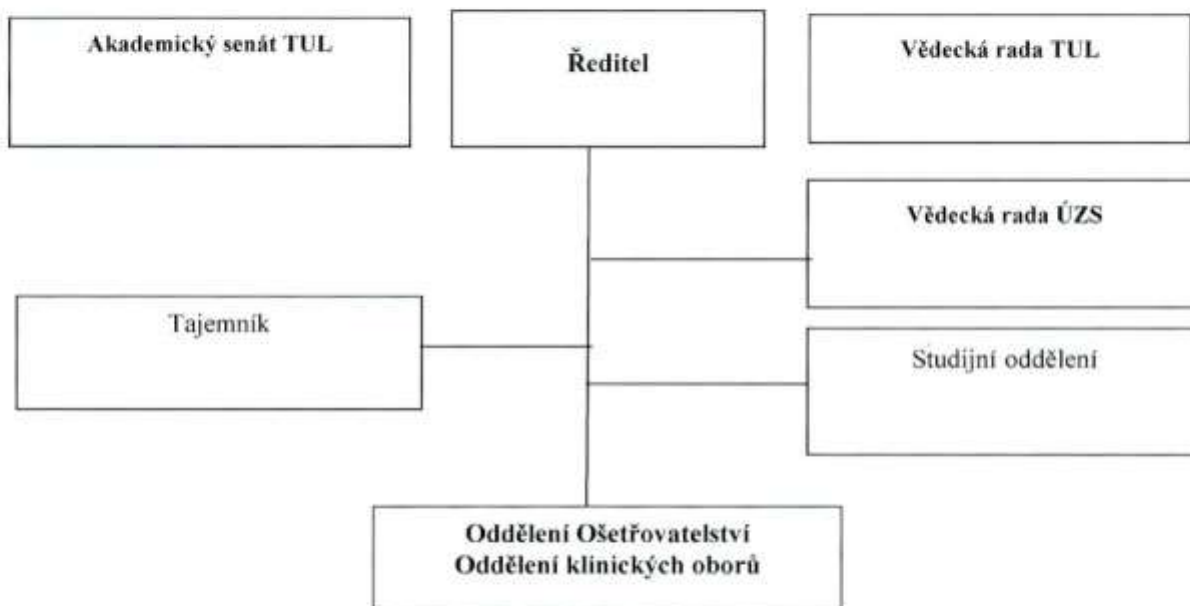 Akademický senát TUL
Ředitel
Vědecká rada TUL
Vědecká rada ÚZS
Tajemník
Studijní oddělení
Oddělení Ošetřovatelství
Oddělení klinických oborů